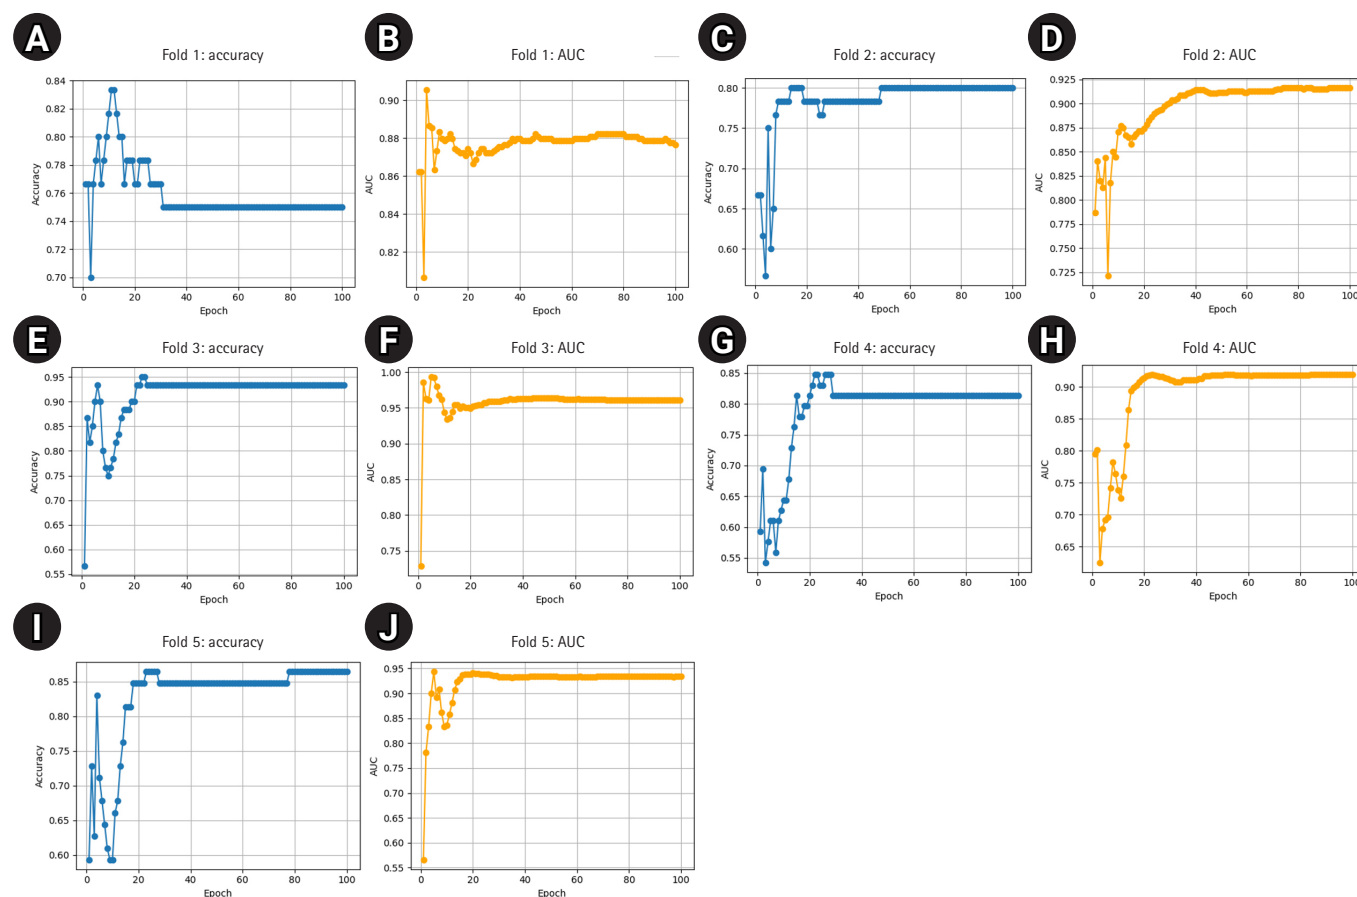 A
Fold 1: accuracy
0.84
0.82
0.80
0.78
0.76
0.74
0.72
0.70
Accuracy
0 20 40 60 80 100
Epoch
B
Fold 1: AUC
0.90
0.88
0.86
0.84
0.82
AUC
0 20 40 60 80 100
Epoch
C
Fold 2: accuracy
0.80
0.75
0.70
0.65
0.60
Accuracy
0 20 40 60 80 100
Epoch
D
Fold 2: AUC
0.925
0.900
0.875
0.850
0.825
0.800
0.775
0.750
0.725
AUC
0 20 40 60 80 100
Epoch
E
Fold 3: accuracy
0.95
0.90
0.85
0.80
0.75
0.70
0.65
0.60
0.55
Accuracy
0 20 40 60 80 100
Epoch
F
Fold 3: AUC
1.00
0.95
0.90
0.85
0.80
0.75
AUC
0 20 40 60 80 100
Epoch
G
Fold 4: accuracy
0.85
0.80
0.75
0.70
0.65
0.60
0.55
Accuracy
0 20 40 60 80 100
Epoch
H
Fold 4: AUC
0.90
0.85
0.80
0.75
0.70
0.65
AUC
0 20 40 60 80 100
Epoch
I
Fold 5: accuracy
0.85
0.80
0.75
0.70
0.65
0.60
Accuracy
0 20 40 60 80 100
Epoch
J
Fold 5: AUC
0.95
0.90
0.85
0.80
0.75
0.70
0.65
0.60
0.55
AUC
0 20 40 60 80 100
Epoch